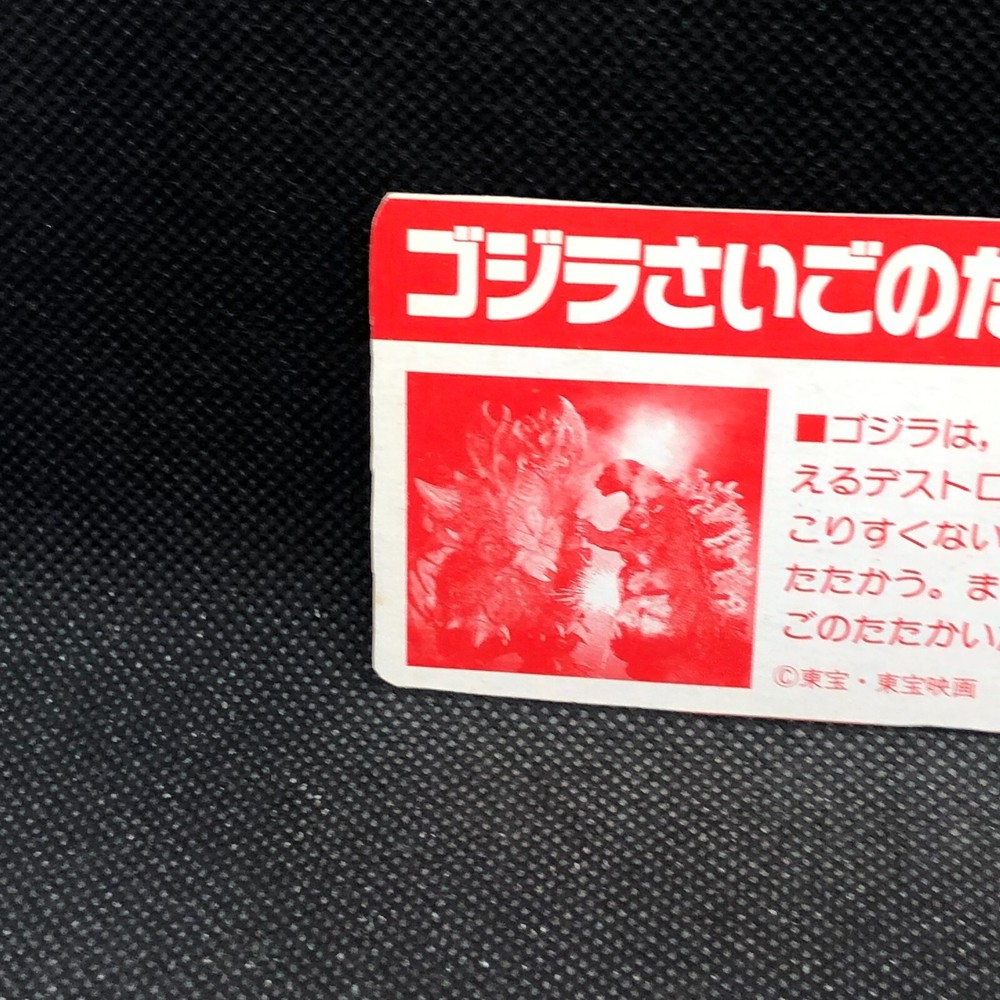 ゴジラさいごのた
■ゴジラは,
えるデストロ
こりすくない
たたかう。ま
ごのたたかい
©東宝・東宝映画